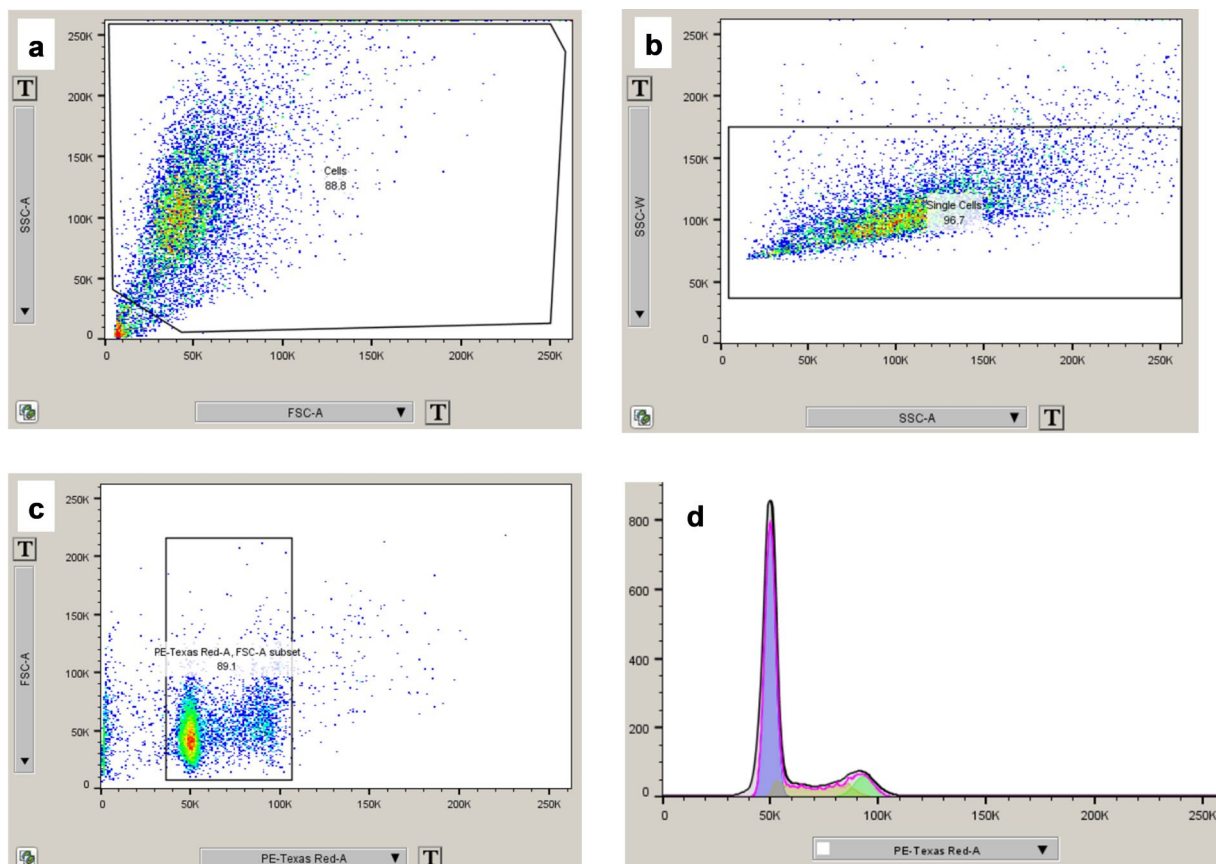 a
250K
200K
150K
100K
50K
0
T
SSC-A
Cells
88.8
50K
100K
150K
200K
250K
FSC-A
T
b
250K
200K
150K
100K
50K
0
T
SSC-W
Single Cells
96.7
0
50K
100K
150K
200K
250K
SSC-A
T
c
250K
200K
150K
100K
50K
0
T
FSC-A
PE-Texas Red-A, FSC-A subset
89.1
0
50K
100K
150K
200K
250K
PE-Texas Red-A
T
d
800
600
400
200
0
0
50K
100K
150K
200K
250K
PE-Texas Red-A